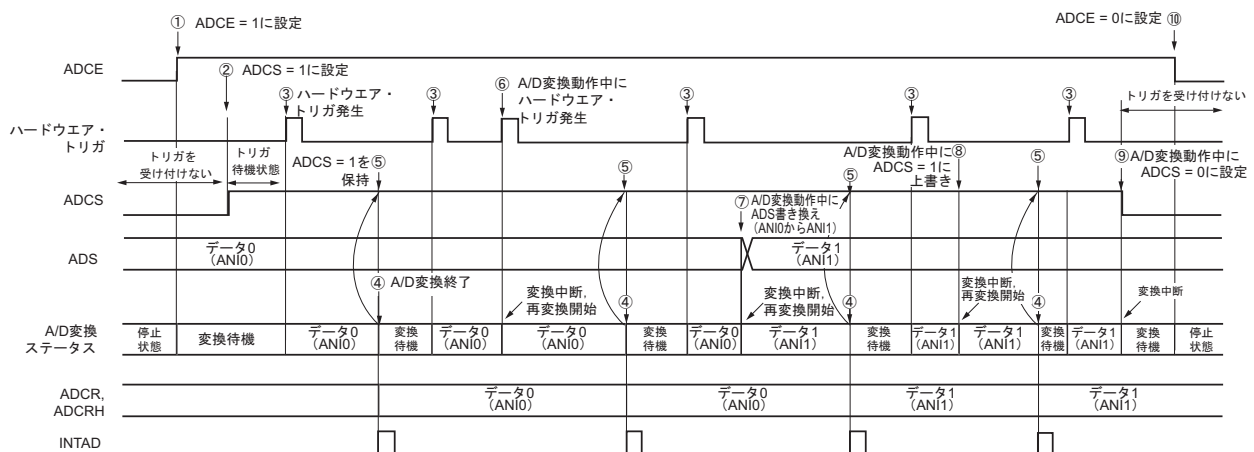 ① ADCE = 1に設定
ADCE = 0に設定 ⑩
ADCE
② ADCS = 1に設定
③ ハードウエア・
トリガ発生
③
⑥ A/D変換動作中に
ハードウエア・
トリガ発生
③
③
③
トリガを受け付けない
ハードウエア・
トリガ
トリガを
受け付けない
トリガ
待機状態
ADCS = 1を ⑤
保持
⑤
A/D変換動作中に ⑧
ADCS = 1に
上書き
⑤
⑤
⑨ A/D変換動作中に
ADCS = 0に設定
ADCS
⑦ A/D変換動作中に
ADS書き換え
(ANI0からANI1)
ADS
データ0
(ANI0)
データ1
(ANI1)
④ A/D変換終了
変換中断,
再変換開始
④
変換中断,
再変換開始
④
変換中断,
再変換開始
④
変換中断
A/D変換
ステータス
停止
状態
変換待機
データ0
(ANI0)
変換
待機
データ0
(ANI0)
データ0
(ANI0)
変換
待機
データ0
(ANI0)
データ1
(ANI1)
変換
待機
データ1
(ANI1)
データ1
(ANI1)
変換
待機
データ1
(ANI1)
変換
待機
停止
状態
ADCR,
ADCRH
データ0
(ANI0)
データ0
(ANI0)
データ1
(ANI1)
データ1
(ANI1)
INTAD